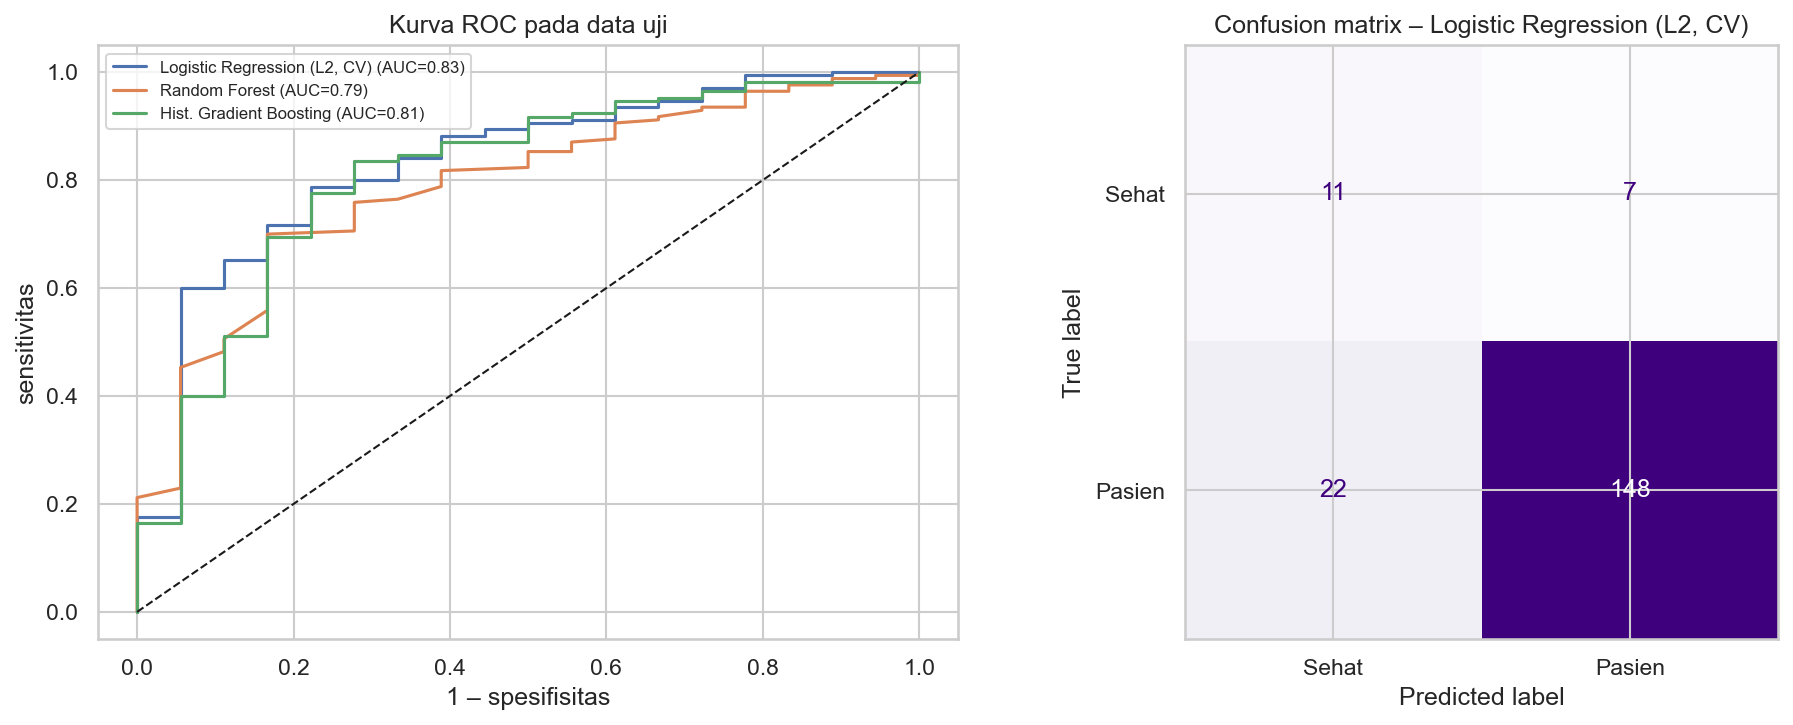 Kurva ROC pada data uji
Logistic Regression (L2, CV) (AUC=0.83)
Random Forest (AUC=0.79)
Hist. Gradient Boosting (AUC=0.81)
1.0
0.8
0.6
0.4
0.2
0.0
sensitivitas
0.0 0.2 0.4 0.6 0.8 1.0
1 – spesifisitas
Confusion matrix – Logistic Regression (L2, CV)
True label
Sehat 11 7
Pasien 22 148
Sehat Pasien
Predicted label